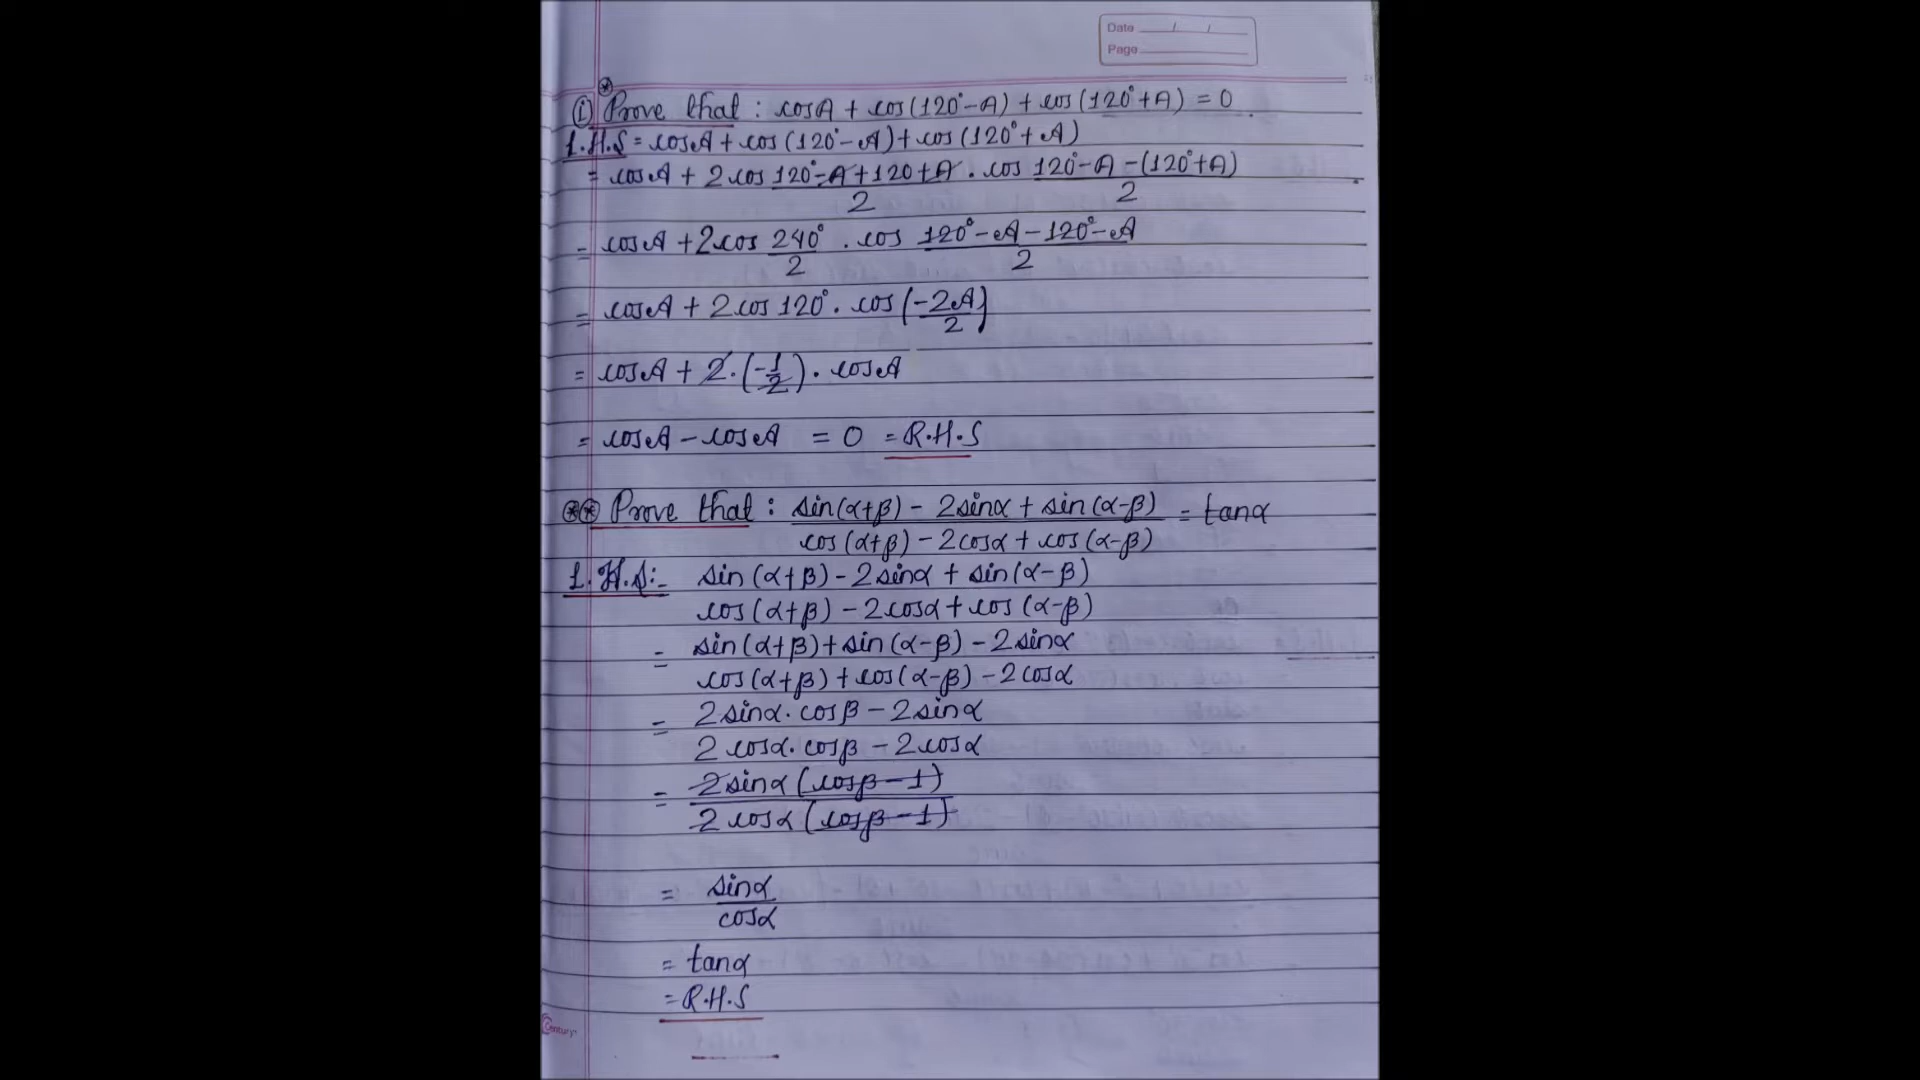 Date / /
Page
① Prove that : cosA + cos(120°-A) + cos(120°+A) = 0
L.H.S = cosA + cos(120°-A) + cos(120°+A)
= cosA + 2cos (120°-A+120+A)/2 . cos (120°-A-(120°+A))/2
= cosA + 2cos 240°/2 . cos (120°-A-120°-A)/2
= cosA + 2cos120° . cos(-2A/2)
= cosA + 2.(-1/2) . cosA
= cosA - cosA = 0 = R.H.S
** Prove that : (sin(α+β) - 2sinα + sin(α-β))/(cos(α+β) - 2cosα + cos(α-β)) = tanα
L.H.S:- (sin(α+β) - 2sinα + sin(α-β))/(cos(α+β) - 2cosα + cos(α-β))
= (sin(α+β) + sin(α-β) - 2sinα)/(cos(α+β) + cos(α-β) - 2cosα)
= (2sinα.cosβ - 2sinα)/(2cosα.cosβ - 2cosα)
= 2sinα(cosβ-1)/2cosα(cosβ-1)
= sinα/cosα
= tanα
= R.H.S
Century